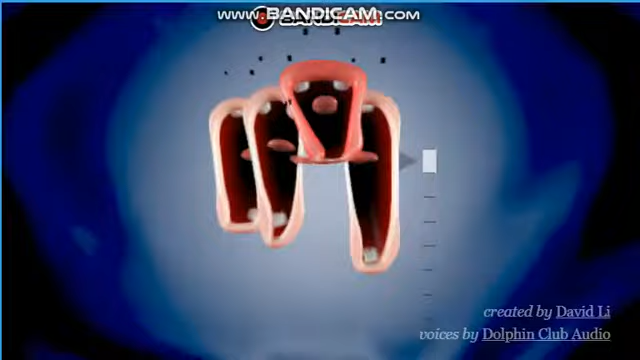 www.BANDICAM.com
created by David Li
voices by Dolphin Club Audio